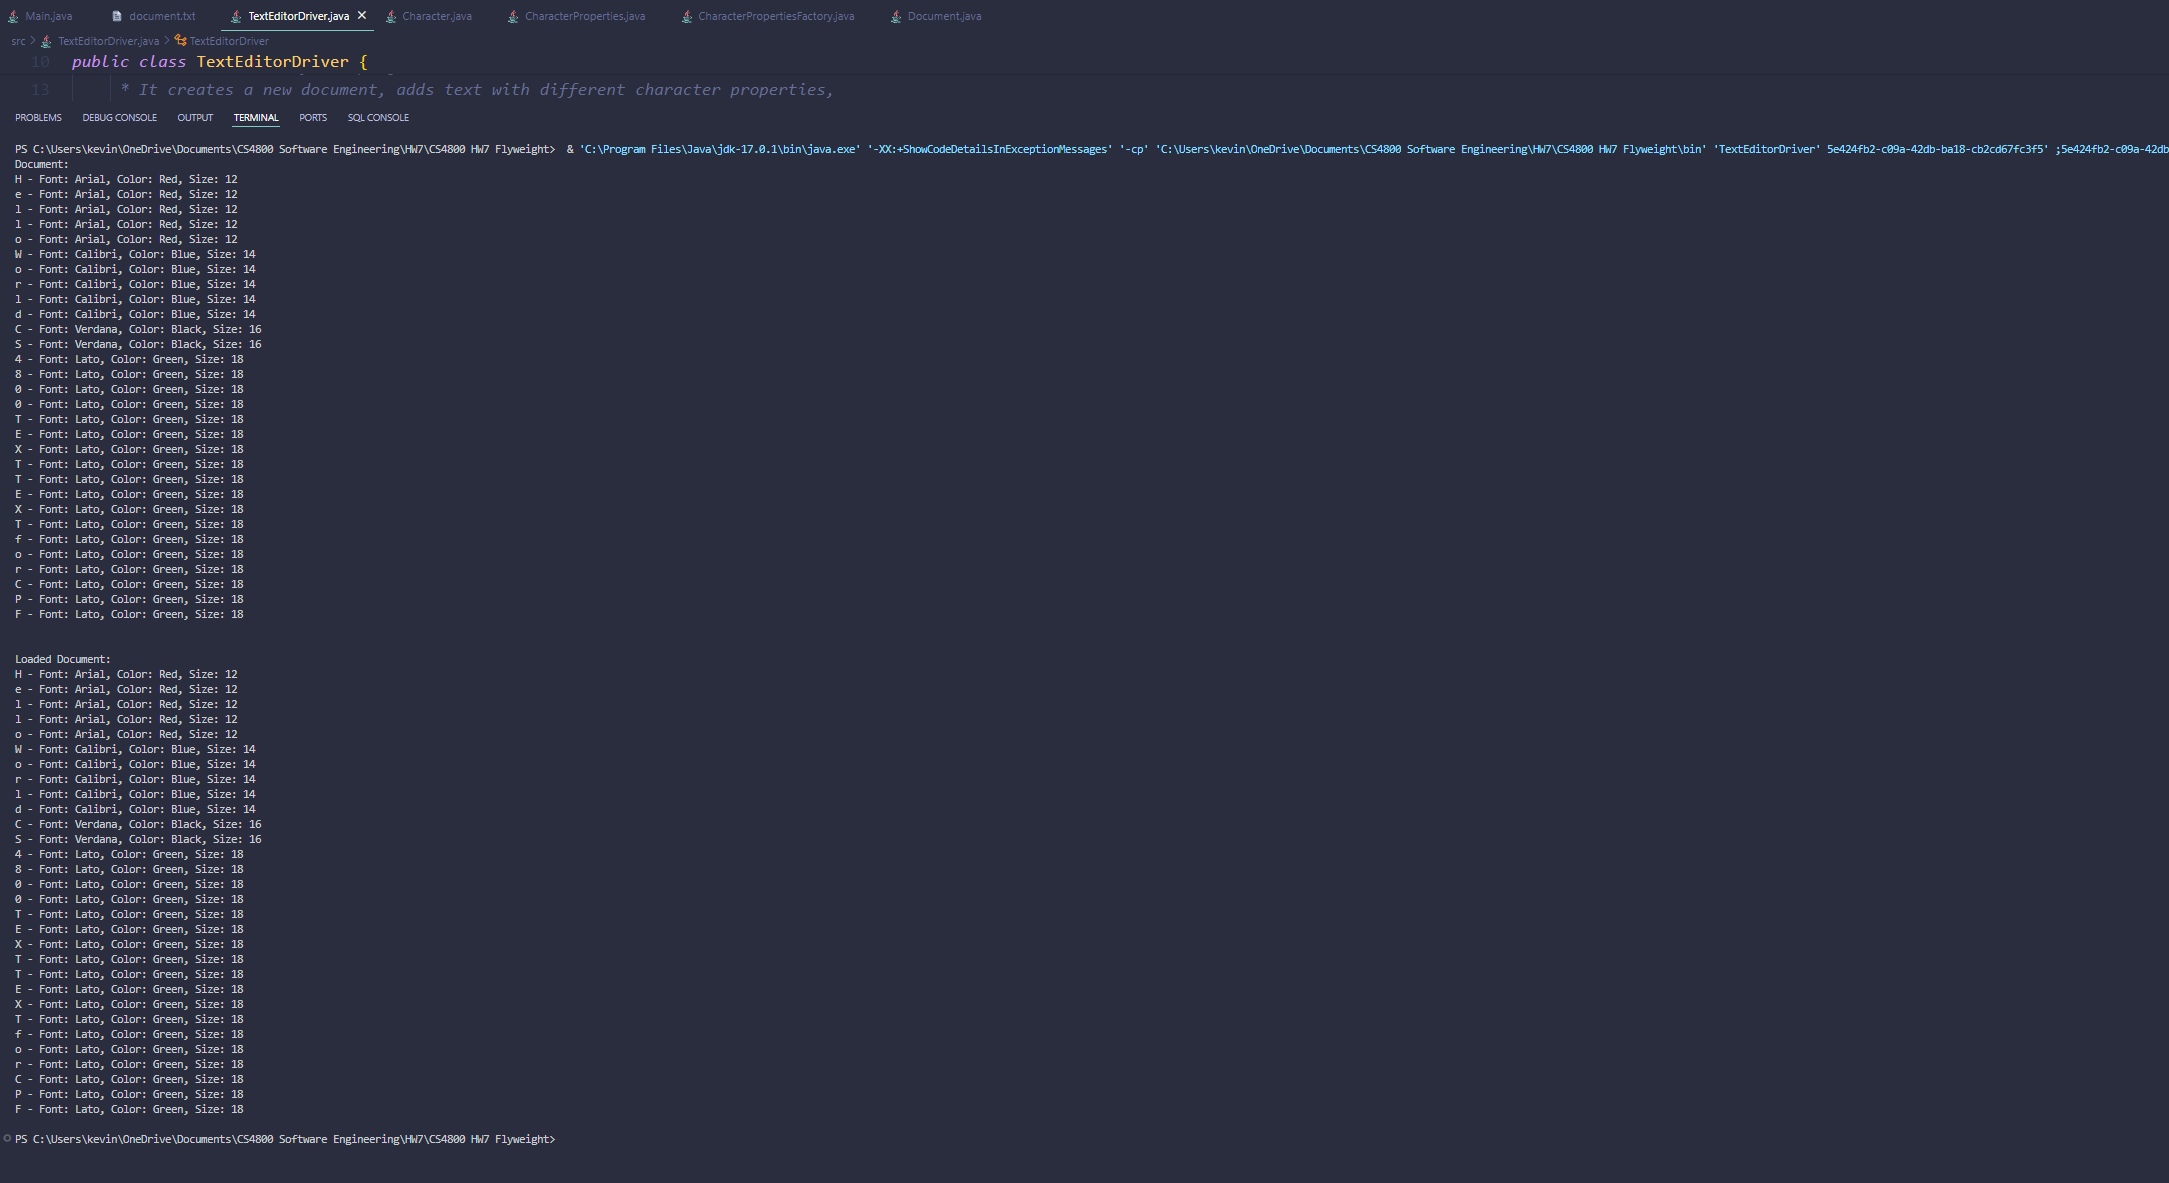 Main.java document.txt TextEditorDriver.java Character.java CharacterProperties.java CharacterPropertiesFactory.java Document.java
src > TextEditorDriver.java > TextEditorDriver
10 public class TextEditorDriver {
13 * It creates a new document, adds text with different character properties,
PROBLEMS DEBUG CONSOLE OUTPUT TERMINAL PORTS SQL CONSOLE
PS C:\Users\kevin\OneDrive\Documents\CS4800 Software Engineering\HW7\CS4800 HW7 Flyweight> & 'C:\Program Files\Java\jdk-17.0.1\bin\java.exe' '-XX:+ShowCodeDetailsInExceptionMessages' '-cp' 'C:\Users\kevin\OneDrive\Documents\CS4800 Software Engineering\HW7\CS4800 HW7 Flyweight\bin' 'TextEditorDriver' 5e424fb2-c09a-42db-ba18-cb2cd67fc3f5' ;5e424fb2-c09a-42db
Document:
H - Font: Arial, Color: Red, Size: 12
e - Font: Arial, Color: Red, Size: 12
l - Font: Arial, Color: Red, Size: 12
l - Font: Arial, Color: Red, Size: 12
o - Font: Arial, Color: Red, Size: 12
W - Font: Calibri, Color: Blue, Size: 14
o - Font: Calibri, Color: Blue, Size: 14
r - Font: Calibri, Color: Blue, Size: 14
l - Font: Calibri, Color: Blue, Size: 14
d - Font: Calibri, Color: Blue, Size: 14
C - Font: Verdana, Color: Black, Size: 16
S - Font: Verdana, Color: Black, Size: 16
4 - Font: Lato, Color: Green, Size: 18
8 - Font: Lato, Color: Green, Size: 18
0 - Font: Lato, Color: Green, Size: 18
0 - Font: Lato, Color: Green, Size: 18
T - Font: Lato, Color: Green, Size: 18
E - Font: Lato, Color: Green, Size: 18
X - Font: Lato, Color: Green, Size: 18
T - Font: Lato, Color: Green, Size: 18
T - Font: Lato, Color: Green, Size: 18
E - Font: Lato, Color: Green, Size: 18
X - Font: Lato, Color: Green, Size: 18
T - Font: Lato, Color: Green, Size: 18
f - Font: Lato, Color: Green, Size: 18
o - Font: Lato, Color: Green, Size: 18
r - Font: Lato, Color: Green, Size: 18
C - Font: Lato, Color: Green, Size: 18
P - Font: Lato, Color: Green, Size: 18
F - Font: Lato, Color: Green, Size: 18
Loaded Document:
H - Font: Arial, Color: Red, Size: 12
e - Font: Arial, Color: Red, Size: 12
l - Font: Arial, Color: Red, Size: 12
l - Font: Arial, Color: Red, Size: 12
o - Font: Arial, Color: Red, Size: 12
W - Font: Calibri, Color: Blue, Size: 14
o - Font: Calibri, Color: Blue, Size: 14
r - Font: Calibri, Color: Blue, Size: 14
l - Font: Calibri, Color: Blue, Size: 14
d - Font: Calibri, Color: Blue, Size: 14
C - Font: Verdana, Color: Black, Size: 16
S - Font: Verdana, Color: Black, Size: 16
4 - Font: Lato, Color: Green, Size: 18
8 - Font: Lato, Color: Green, Size: 18
0 - Font: Lato, Color: Green, Size: 18
0 - Font: Lato, Color: Green, Size: 18
T - Font: Lato, Color: Green, Size: 18
E - Font: Lato, Color: Green, Size: 18
X - Font: Lato, Color: Green, Size: 18
T - Font: Lato, Color: Green, Size: 18
T - Font: Lato, Color: Green, Size: 18
E - Font: Lato, Color: Green, Size: 18
X - Font: Lato, Color: Green, Size: 18
T - Font: Lato, Color: Green, Size: 18
f - Font: Lato, Color: Green, Size: 18
o - Font: Lato, Color: Green, Size: 18
r - Font: Lato, Color: Green, Size: 18
C - Font: Lato, Color: Green, Size: 18
P - Font: Lato, Color: Green, Size: 18
F - Font: Lato, Color: Green, Size: 18
PS C:\Users\kevin\OneDrive\Documents\CS4800 Software Engineering\HW7\CS4800 HW7 Flyweight>